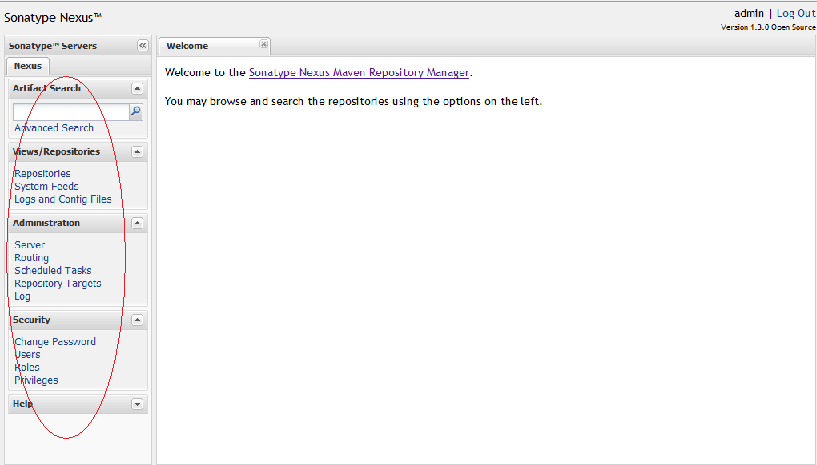 Sonatype Nexus™
admin | Log Out
Version 1.3.0 Open Source
Sonatype™ Servers
Nexus
Artifact Search
Advanced Search
Views/Repositories
Repositories
System Feeds
Logs and Config Files
Administration
Server
Routing
Scheduled Tasks
Repository Targets
Log
Security
Change Password
Users
Roles
Privileges
Help
Welcome
Welcome to the Sonatype Nexus Maven Repository Manager.
You may browse and search the repositories using the options on the left.